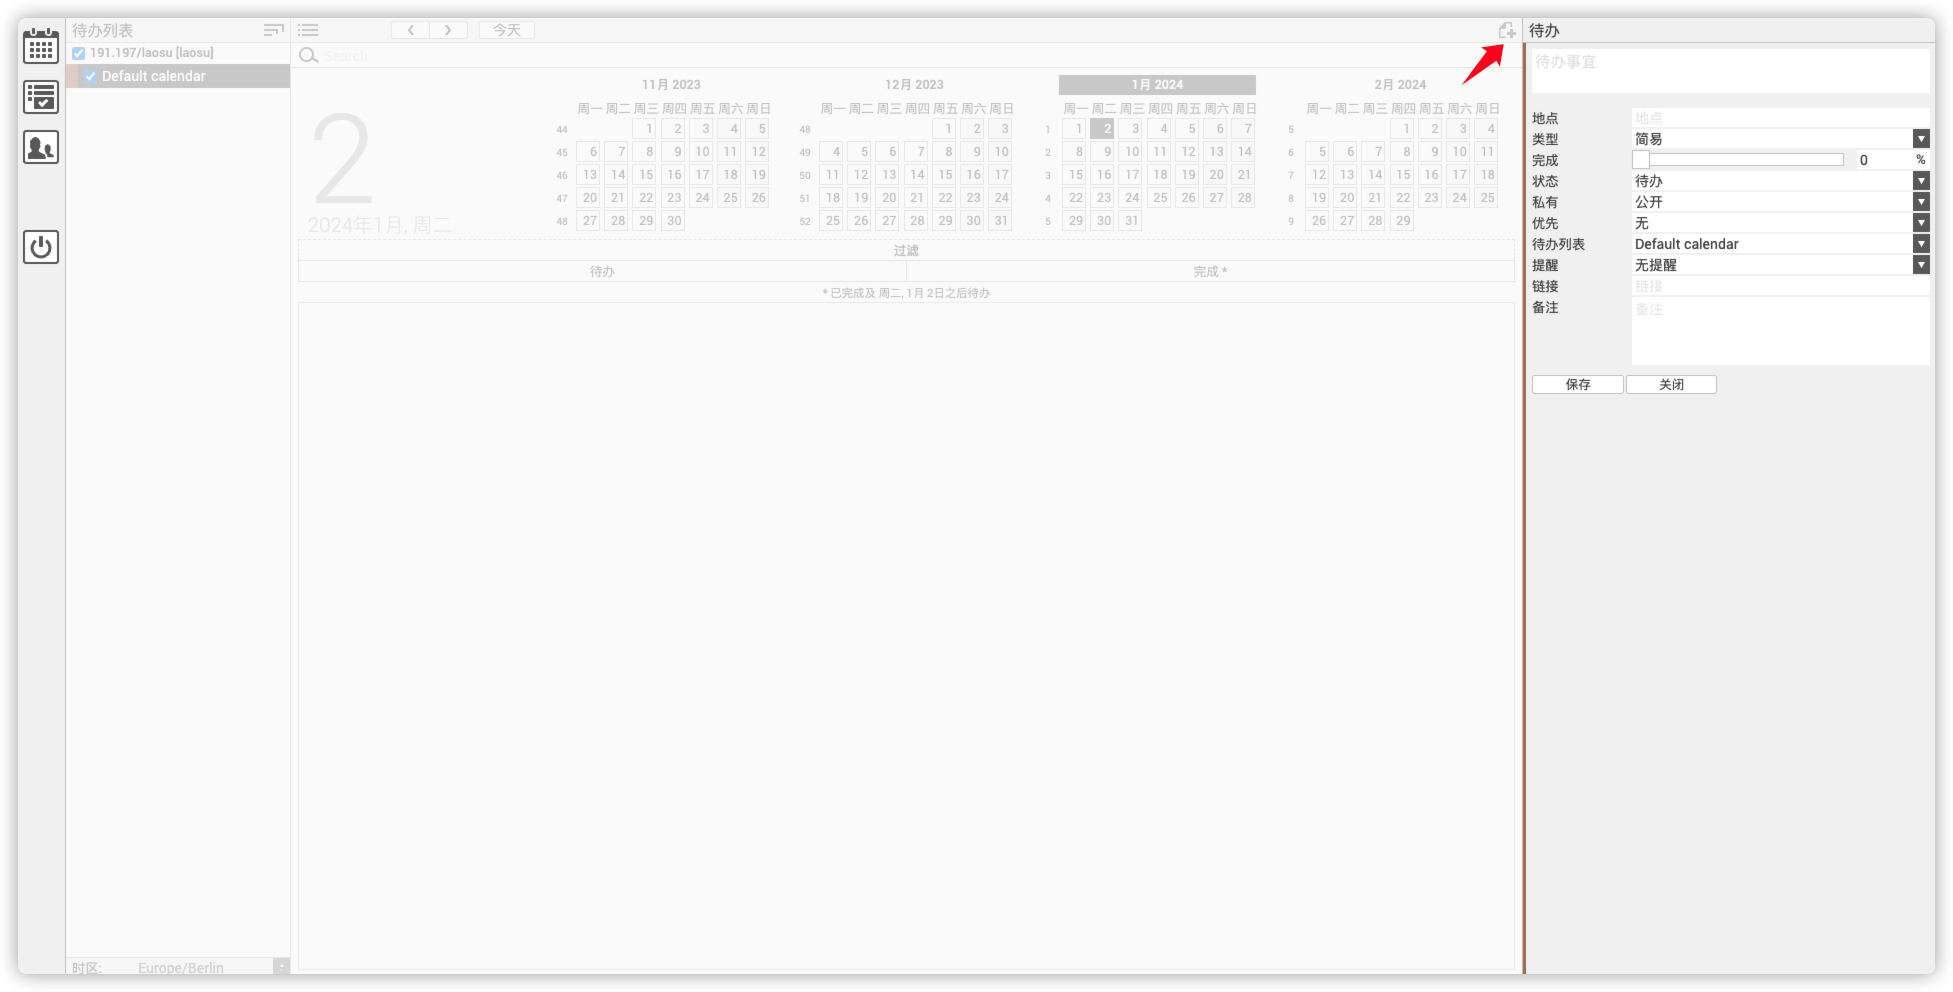 待办列表
191.197/laosu [laosu]
Default calendar
时区: Europe/Berlin
今天
Search
2
2024年1月, 周二
11月 2023
周一 周二 周三 周四 周五 周六 周日
44 1 2 3 4 5
45 6 7 8 9 10 11 12
46 13 14 15 16 17 18 19
47 20 21 22 23 24 25 26
48 27 28 29 30
12月 2023
周一 周二 周三 周四 周五 周六 周日
48 1 2 3
49 4 5 6 7 8 9 10
50 11 12 13 14 15 16 17
51 18 19 20 21 22 23 24
52 25 26 27 28 29 30 31
1月 2024
周一 周二 周三 周四 周五 周六 周日
1 1 2 3 4 5 6 7
2 8 9 10 11 12 13 14
3 15 16 17 18 19 20 21
4 22 23 24 25 26 27 28
5 29 30 31
2月 2024
周一 周二 周三 周四 周五 周六 周日
5 1 2 3 4
6 5 6 7 8 9 10 11
7 12 13 14 15 16 17 18
8 19 20 21 22 23 24 25
9 26 27 28 29
过滤
待办 完成 *
* 已完成及 周二, 1月 2日之后待办
待办
待办事宜
地点 地点
类型 简易
完成 0 %
状态 待办
私有 公开
优先 无
待办列表 Default calendar
提醒 无提醒
链接 链接
备注 备注
保存 关闭